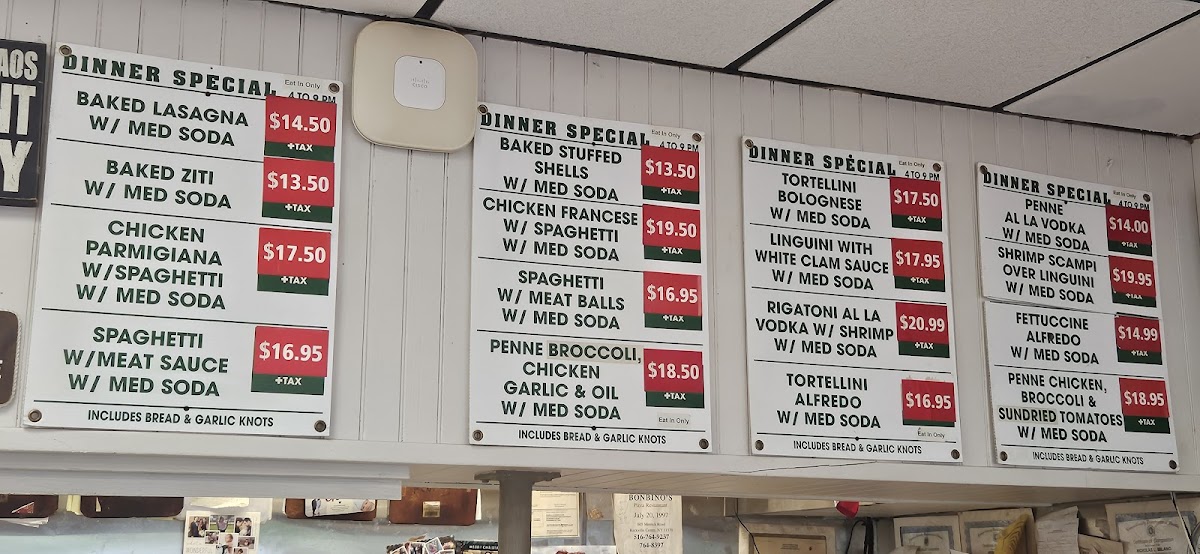 AOS
NT
Y
DINNER SPECIAL
Eat In Only
4 TO 9 PM
BAKED LASAGNA
W/ MED SODA
$14.50
+TAX
BAKED ZITI
W/ MED SODA
$13.50
+TAX
CHICKEN
PARMIGIANA
W/SPAGHETTI
W/ MED SODA
$17.50
+TAX
SPAGHETTI
W/MEAT SAUCE
W/ MED SODA
$16.95
+TAX
INCLUDES BREAD & GARLIC KNOTS
DINNER SPECIAL
Eat In Only
4 TO 9 PM
BAKED STUFFED
SHELLS
W/ MED SODA
$13.50
+TAX
CHICKEN FRANCESE
W/ SPAGHETTI
W/ MED SODA
$19.50
+TAX
SPAGHETTI
W/ MEAT BALLS
W/ MED SODA
$16.95
+TAX
PENNE BROCCOLI,
CHICKEN
GARLIC & OIL
W/ MED SODA
$18.50
+TAX
Eat In Only
INCLUDES BREAD & GARLIC KNOTS
DINNER SPECIAL
Eat In Only
4 TO 9 PM
TORTELLINI
BOLOGNESE
W/ MED SODA
$17.50
+TAX
LINGUINI WITH
WHITE CLAM SAUCE
W/ MED SODA
$17.95
+TAX
RIGATONI AL LA
VODKA W/ SHRIMP
W/ MED SODA
$20.99
+TAX
TORTELLINI
ALFREDO
W/ MED SODA
$16.95
Eat In Only
INCLUDES BREAD & GARLIC KNOTS
DINNER SPECIAL
Eat In Only
4 TO 9 PM
PENNE
AL LA VODKA
W/ MED SODA
$14.00
+TAX
SHRIMP SCAMPI
OVER LINGUINI
W/ MED SODA
$19.95
+TAX
FETTUCCINE
ALFREDO
W/ MED SODA
$14.99
+TAX
PENNE CHICKEN,
BROCCOLI &
SUNDRIED TOMATOES
W/ MED SODA
$18.95
+TAX
INCLUDES BREAD & GARLIC KNOTS
BONBINO'S
July 20, 1997
764-8397